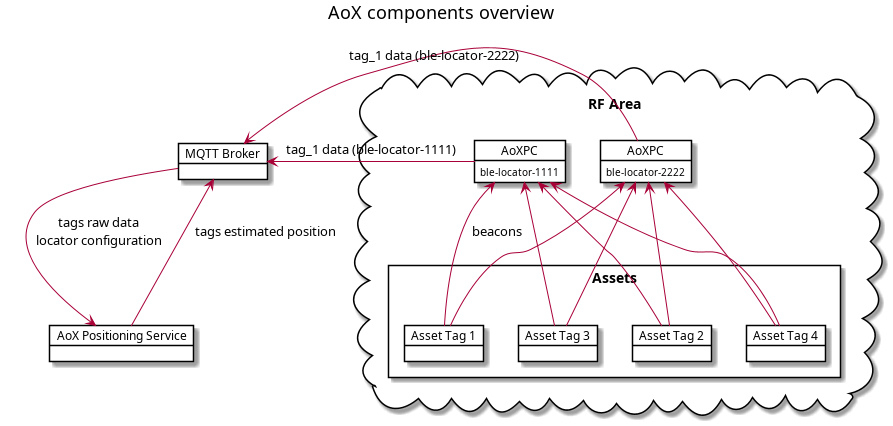 AoX components overview
tag_1 data (ble-locator-2222)
RF Area
MQTT Broker
tag_1 data (ble-locator-1111)
AoXPC
ble-locator-1111
AoXPC
ble-locator-2222
tags raw data
locator configuration
tags estimated position
beacons
Assets
AoX Positioning Service
Asset Tag 1
Asset Tag 3
Asset Tag 2
Asset Tag 4